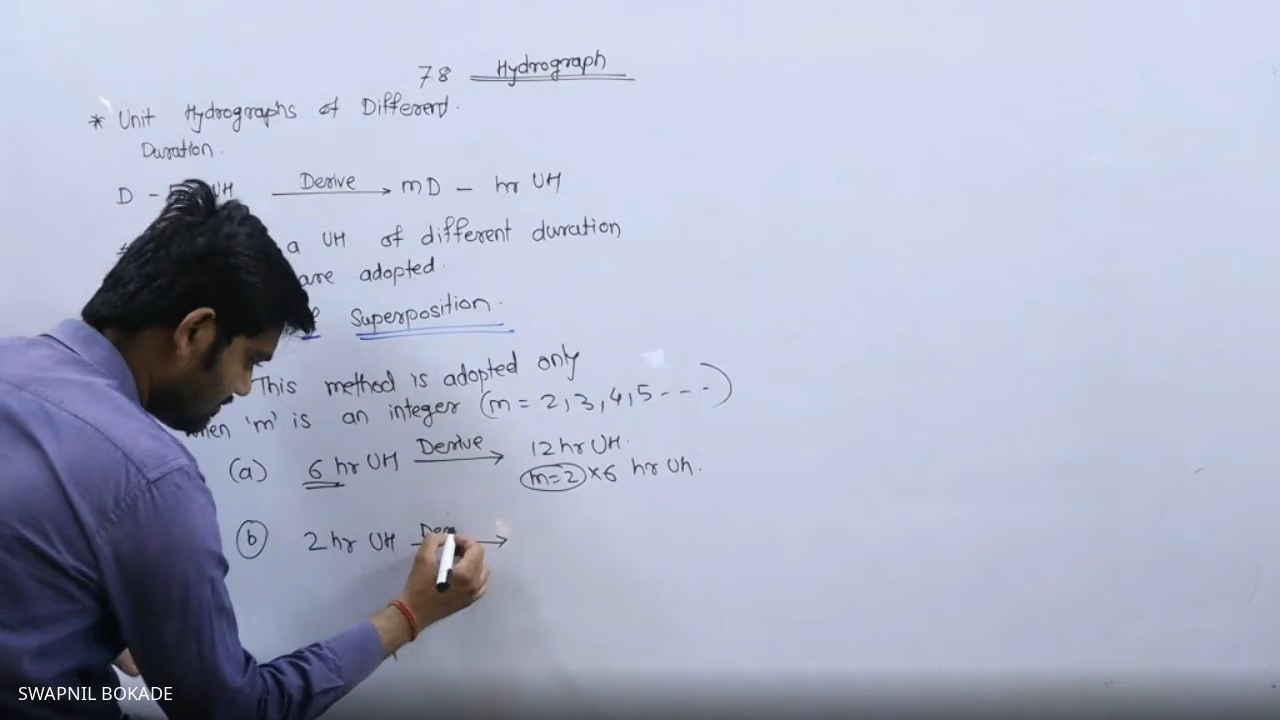 78 Hydrograph
* Unit Hydrographs of Different
Duration.
D - UH Derive mD - hr UH
a UH of different duration
are adopted.
Superposition.
This method is adopted only
when 'm' is an integer (m = 2, 3, 4, 5 - - - )
(a) 6 hr UH Derive 12 hr UH.
m=2 × 6 hr Uh.
(b) 2 hr UH
SWAPNIL BOKADE